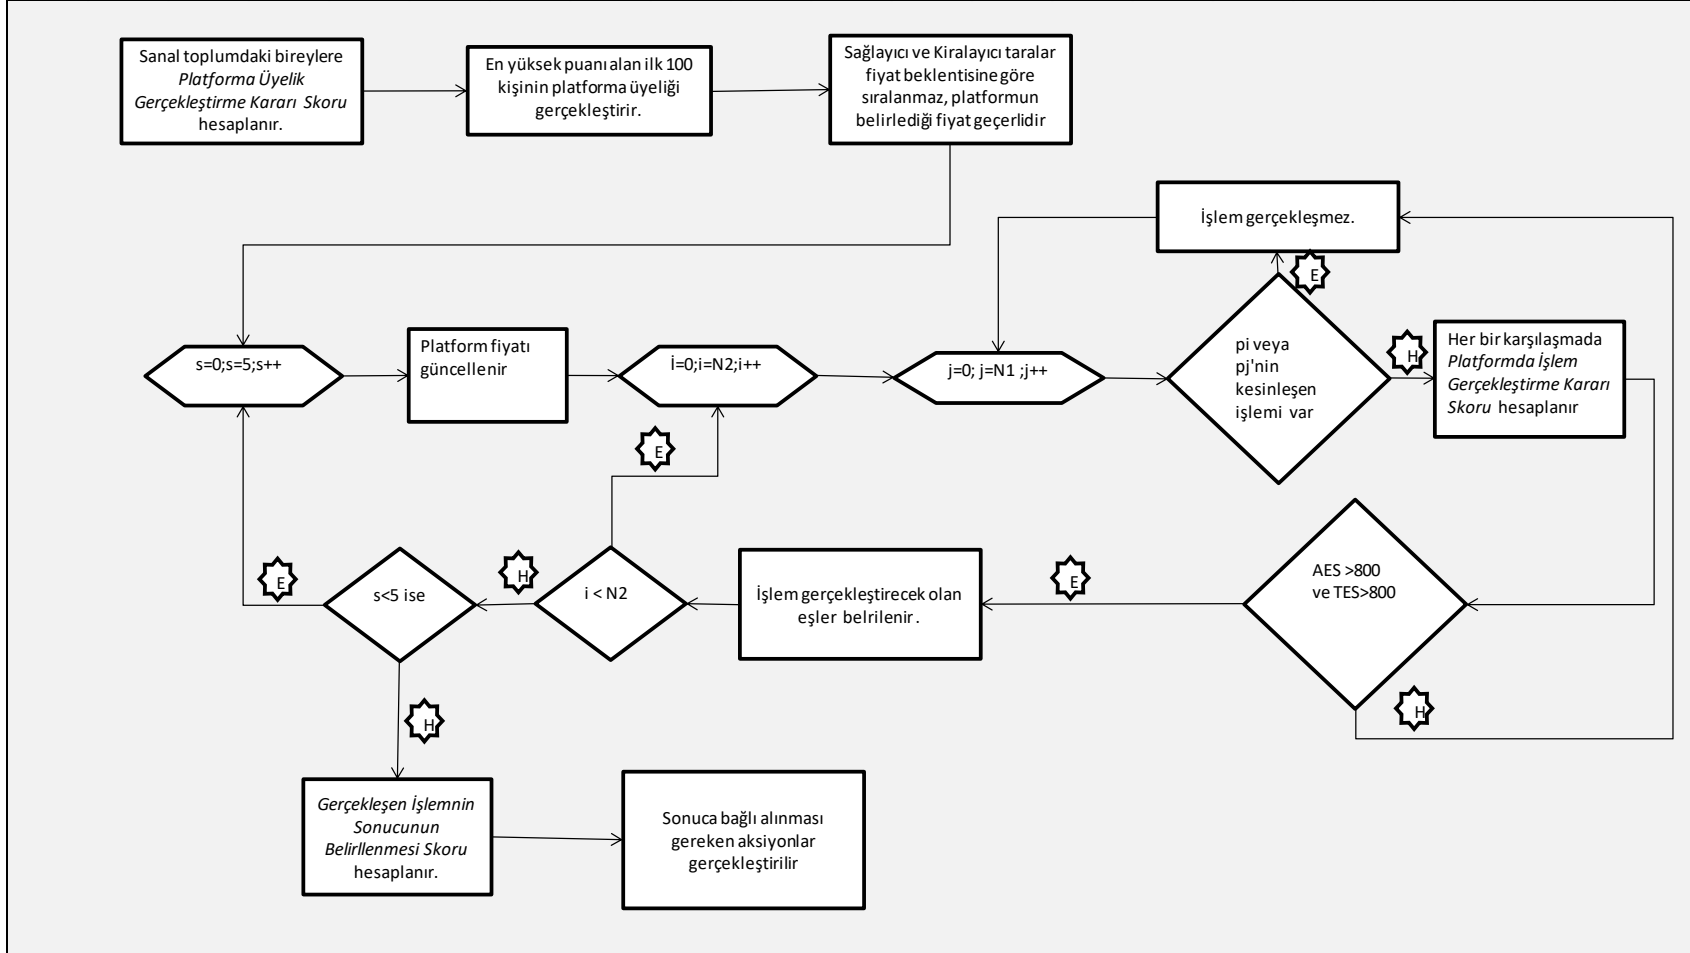 Sanal toplumdaki bireylere
Platforma Üyelik
Gerçekleştirme Kararı Skoru
hesaplanır.
En yüksek puanı alan ilk 100
kişinin platforma üyeliği
gerçekleştirir.
Sağlayıcı ve Kiralayıcı taralar
fiyat beklentisine göre
sıralanmaz, platformun
belirlediği fiyat geçerlidir
İşlem gerçekleşmez.
E
s=0;s=5;s++
Platform fiyatı
güncellenir
İ=0;i=N2;i++
j=0; j=N1 ;j++
pi veya
pj'nin
kesinleşen
işlemi var
H
Her bir karşılaşmada
Platformda İşlem
Gerçekleştirme Kararı
Skoru hesaplanır
E
AES >800
ve TES>800
H
E
İşlem gerçekleştirecek olan
eşler belrilenir.
i < N2
H
s<5 ise
E
H
Gerçekleşen İşlemnin
Sonucunun
Belirllenmesi Skoru
hesaplanır.
Sonuca bağlı alınması
gereken aksiyonlar
gerçekleştirilir